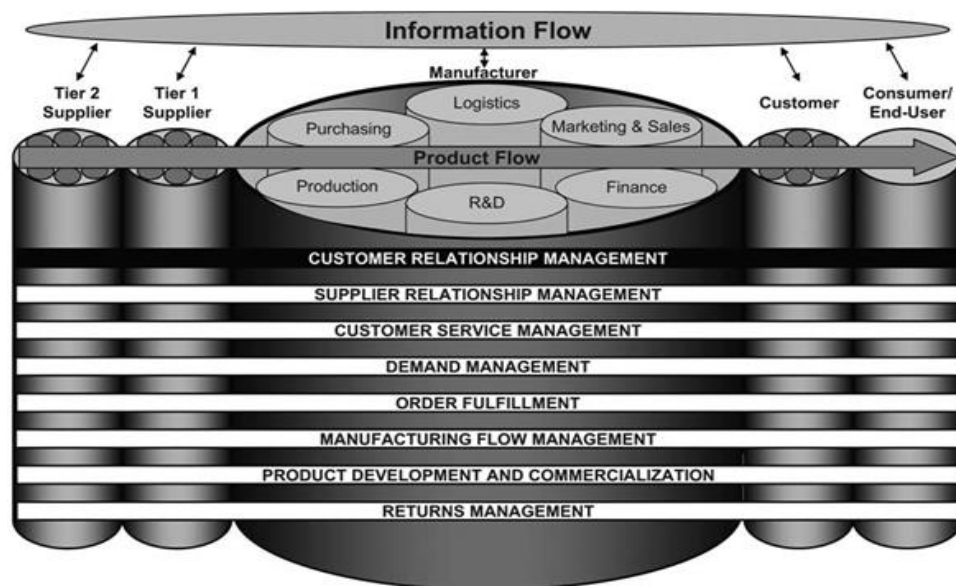 Information Flow
Tier 2
Supplier
Tier 1
Supplier
Manufacturer
Customer
Consumer/
End-User
Logistics
Purchasing
Marketing & Sales
Product Flow
Production
R&D
Finance
CUSTOMER RELATIONSHIP MANAGEMENT
SUPPLIER RELATIONSHIP MANAGEMENT
CUSTOMER SERVICE MANAGEMENT
DEMAND MANAGEMENT
ORDER FULFILLMENT
MANUFACTURING FLOW MANAGEMENT
PRODUCT DEVELOPMENT AND COMMERCIALIZATION
RETURNS MANAGEMENT